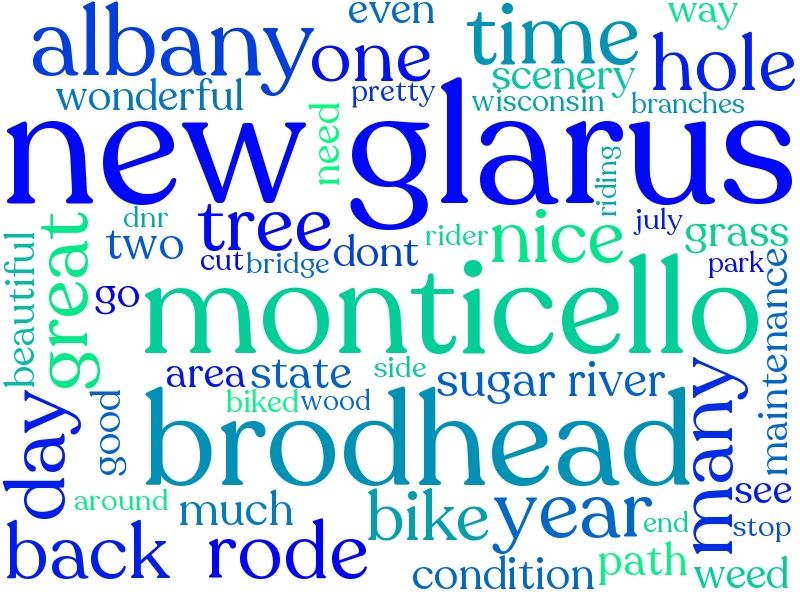 even
way
albany
one
time
hole
scenery
wonderful
pretty
wisconsin
branches
need
new glarus
riding
dnr
two
tree
dont
rider
nice
july
grass
cut
bridge
park
beautiful
great
go
monticello
maintenance
area
state
side
sugar river
many
day
good
biked
wood
brodhead
around
much
bike
year
see
end
stop
back
rode
condition
path
weed